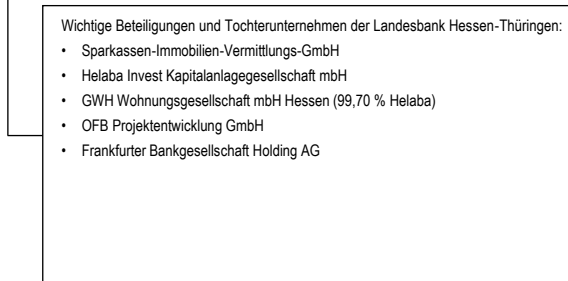 Wichtige Beteiligungen und Tochterunternehmen der Landesbank Hessen-Thüringen:
• Sparkassen-Immobilien-Vermittlungs-GmbH
• Helaba Invest Kapitalanlagegesellschaft mbH
• GWH Wohnungsgesellschaft mbH Hessen (99,70 % Helaba)
• OFB Projektentwicklung GmbH
• Frankfurter Bankgesellschaft Holding AG